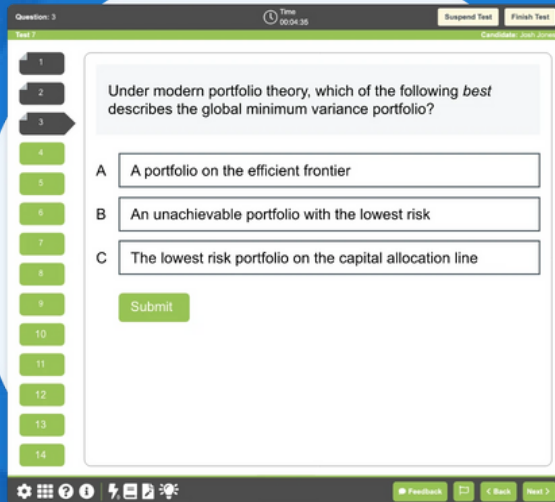 Question: 3
Time
00:04:35
Suspend Test
Finish Test
Test 7
Candidate: Josh Jones
1
2
3
4
5
6
7
8
9
10
11
12
13
14
Under modern portfolio theory, which of the following best
describes the global minimum variance portfolio?
A A portfolio on the efficient frontier
B An unachievable portfolio with the lowest risk
C The lowest risk portfolio on the capital allocation line
Submit
Feedback
< Back
Next >